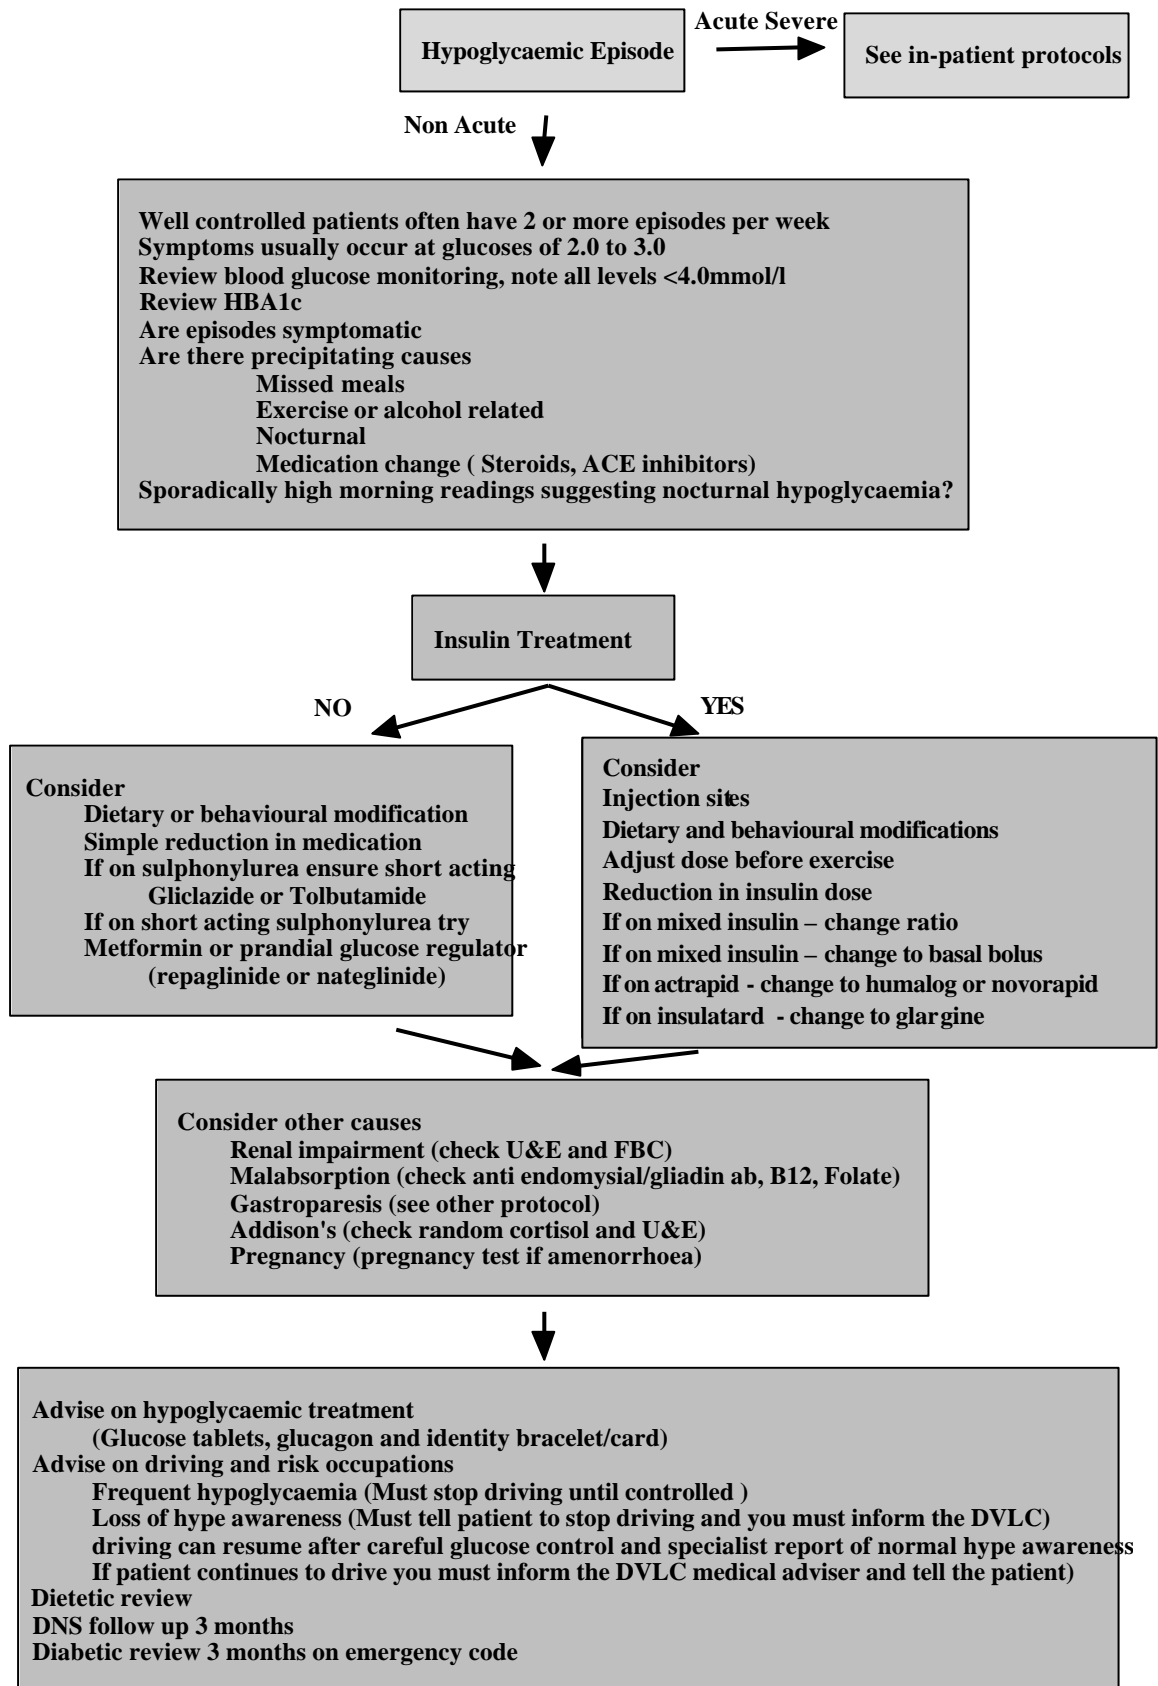 Acute Severe
Hypoglycaemic Episode
See in-patient protocols
Non Acute
Well controlled patients often have 2 or more episodes per week
Symptoms usually occur at glucoses of 2.0 to 3.0
Review blood glucose monitoring, note all levels <4.0mmol/l
Review HBA1c
Are episodes symptomatic
Are there precipitating causes
Missed meals
Exercise or alcohol related
Nocturnal
Medication change ( Steroids, ACE inhibitors)
Sporadically high morning readings suggesting nocturnal hypoglycaemia?
Insulin Treatment
NO
YES
Consider
Dietary or behavioural modification
Simple reduction in medication
If on sulphonylurea ensure short acting
Gliclazide or Tolbutamide
If on short acting sulphonylurea try
Metformin or prandial glucose regulator
(repaglinide or nateglinide)
Consider
Injection sites
Dietary and behavioural modifications
Adjust dose before exercise
Reduction in insulin dose
If on mixed insulin – change ratio
If on mixed insulin – change to basal bolus
If on actrapid - change to humalog or novorapid
If on insulatard - change to glargine
Consider other causes
Renal impairment (check U&E and FBC)
Malabsorption (check anti endomysial/gliadin ab, B12, Folate)
Gastroparesis (see other protocol)
Addison's (check random cortisol and U&E)
Pregnancy (pregnancy test if amenorrhoea)
Advise on hypoglycaemic treatment
(Glucose tablets, glucagon and identity bracelet/card)
Advise on driving and risk occupations
Frequent hypoglycaemia (Must stop driving until controlled )
Loss of hype awareness (Must tell patient to stop driving and you must inform the DVLC)
driving can resume after careful glucose control and specialist report of normal hype awareness
If patient continues to drive you must inform the DVLC medical adviser and tell the patient)
Dietetic review
DNS follow up 3 months
Diabetic review 3 months on emergency code